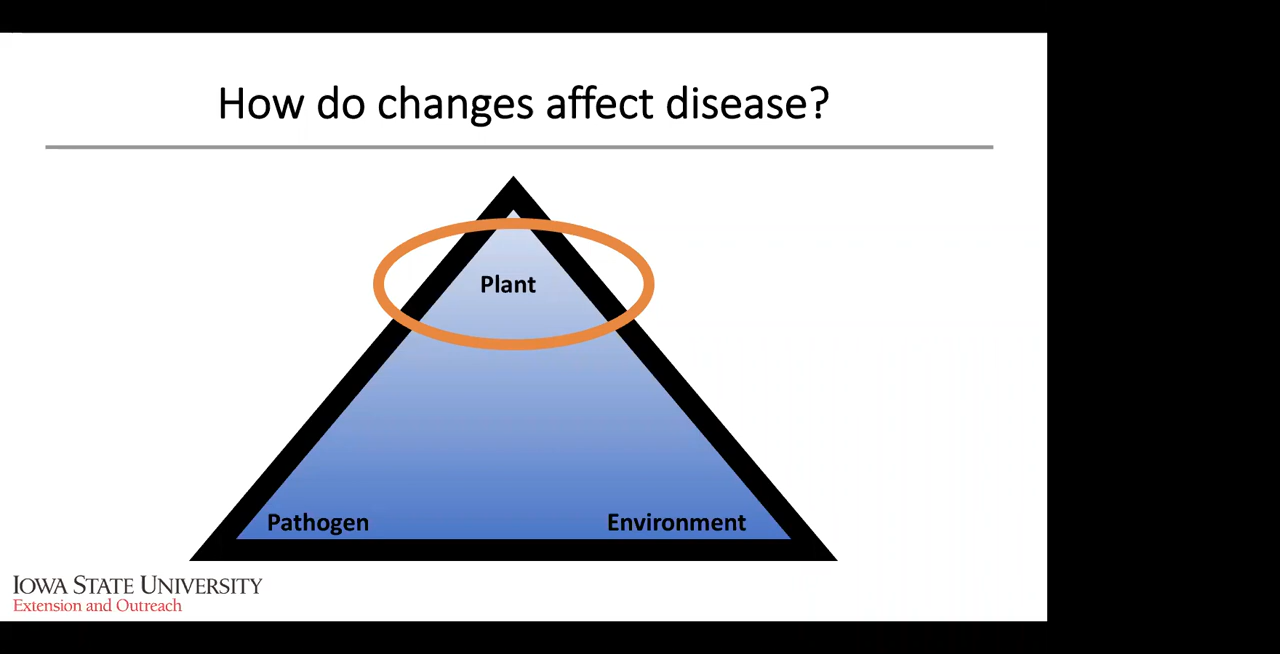 How do changes affect disease?
Plant
Pathogen
Environment
IOWA STATE UNIVERSITY
Extension and Outreach